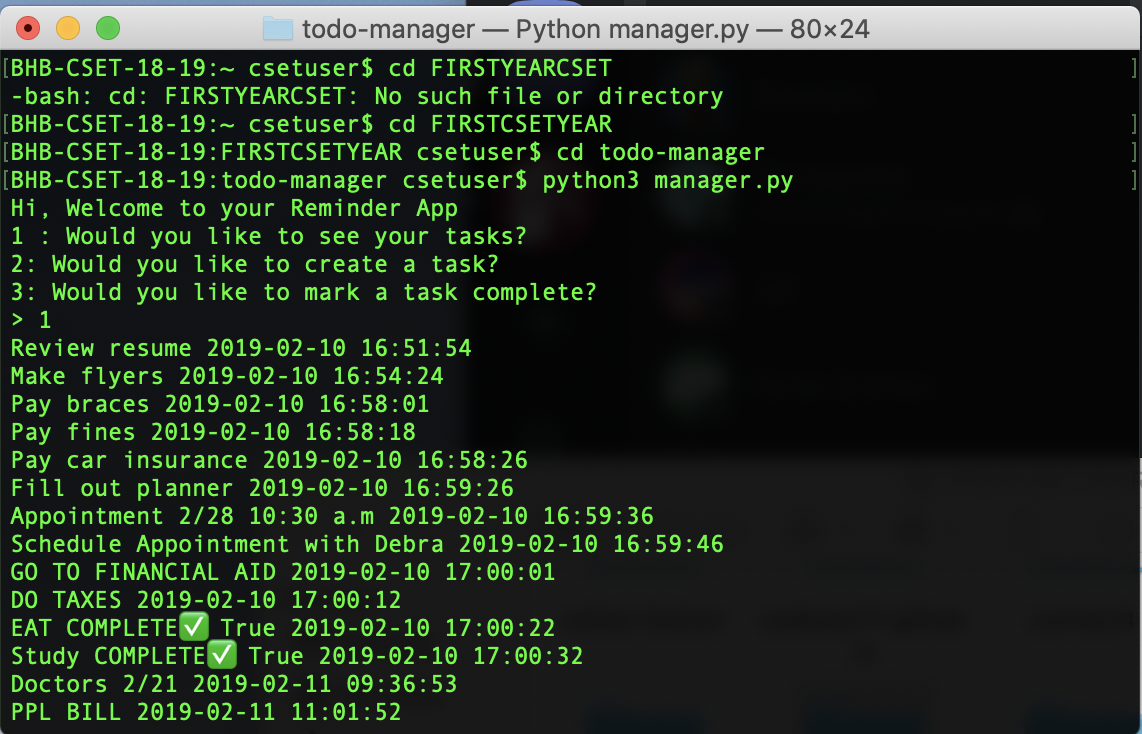 todo-manager — Python manager.py — 80×24
[BHB-CSET-18-19:~ csetuser$ cd FIRSTYEARCSET ]
-bash: cd: FIRSTYEARCSET: No such file or directory
[BHB-CSET-18-19:~ csetuser$ cd FIRSTCSETYEAR ]
[BHB-CSET-18-19:FIRSTCSETYEAR csetuser$ cd todo-manager ]
[BHB-CSET-18-19:todo-manager csetuser$ python3 manager.py ]
Hi, Welcome to your Reminder App
1 : Would you like to see your tasks?
2: Would you like to create a task?
3: Would you like to mark a task complete?
> 1
Review resume 2019-02-10 16:51:54
Make flyers 2019-02-10 16:54:24
Pay braces 2019-02-10 16:58:01
Pay fines 2019-02-10 16:58:18
Pay car insurance 2019-02-10 16:58:26
Fill out planner 2019-02-10 16:59:26
Appointment 2/28 10:30 a.m 2019-02-10 16:59:36
Schedule Appointment with Debra 2019-02-10 16:59:46
GO TO FINANCIAL AID 2019-02-10 17:00:01
DO TAXES 2019-02-10 17:00:12
EAT COMPLETE✅ True 2019-02-10 17:00:22
Study COMPLETE✅ True 2019-02-10 17:00:32
Doctors 2/21 2019-02-11 09:36:53
PPL BILL 2019-02-11 11:01:52